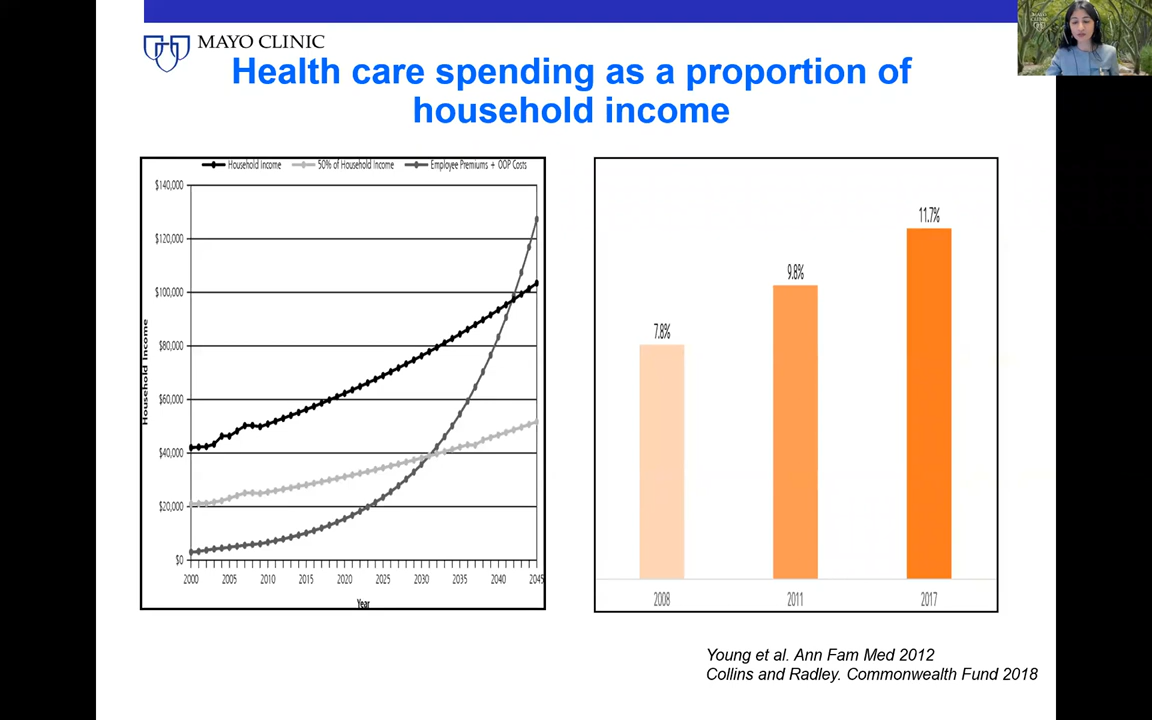 MAYO CLINIC
Health care spending as a proportion of
household income
Household Income 50% of Household Income Employee Premiums + OOP Costs
$140,000
$120,000
$100,000
$80,000
$60,000
$40,000
$20,000
$0
Household Income
2000 2005 2010 2015 2020 2025 2030 2035 2040 2045
Year
7.8%
9.8%
11.7%
2008 2011 2017
Young et al. Ann Fam Med 2012
Collins and Radley. Commonwealth Fund 2018
MAYO
CLINIC